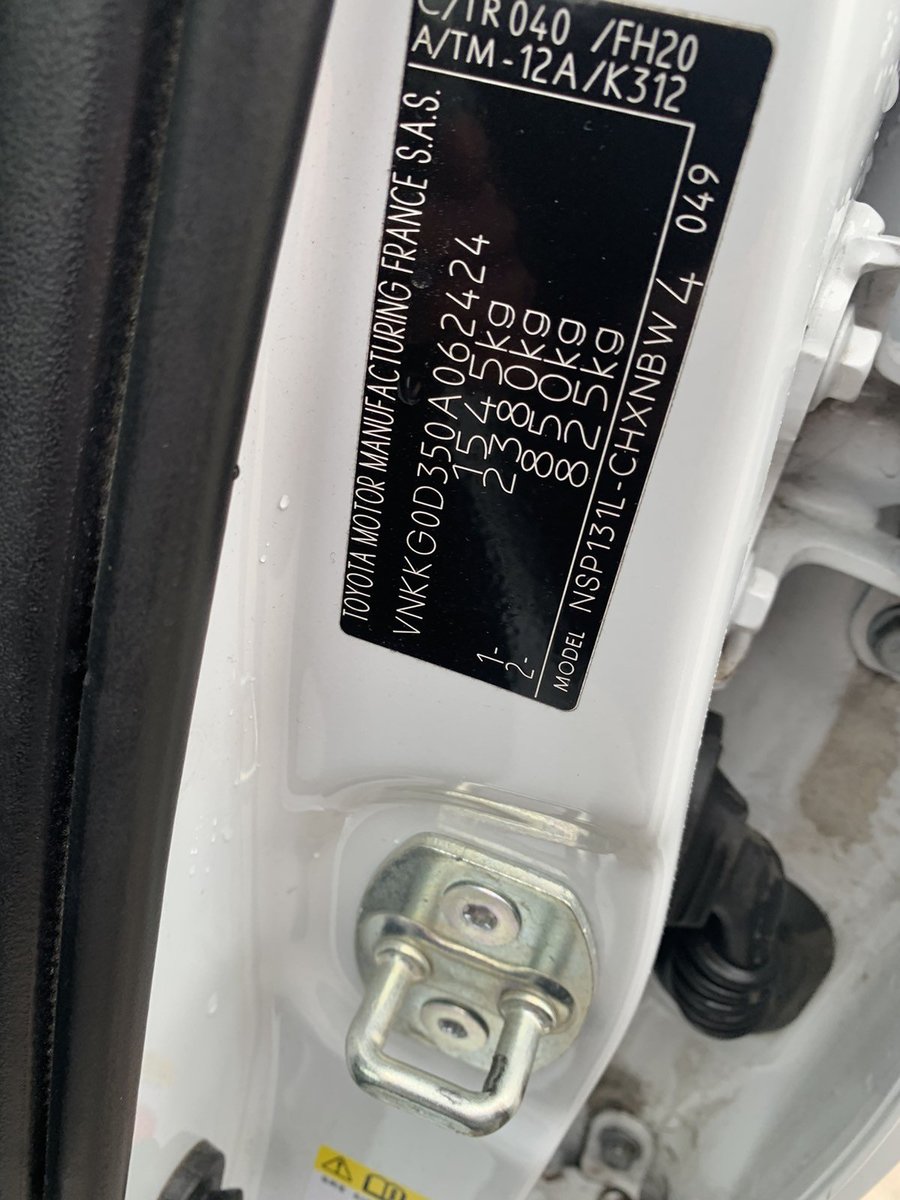 TOYOTA MOTOR MANUFACTURING FRANCE S.A.S.
VNKKG0D350A062424
1545kg
2380kg
1- 850kg
2- 825kg
MODEL NSP131L-CHXNBW 4 049
C/TR 040 /FH20
A/TM -12A /K312